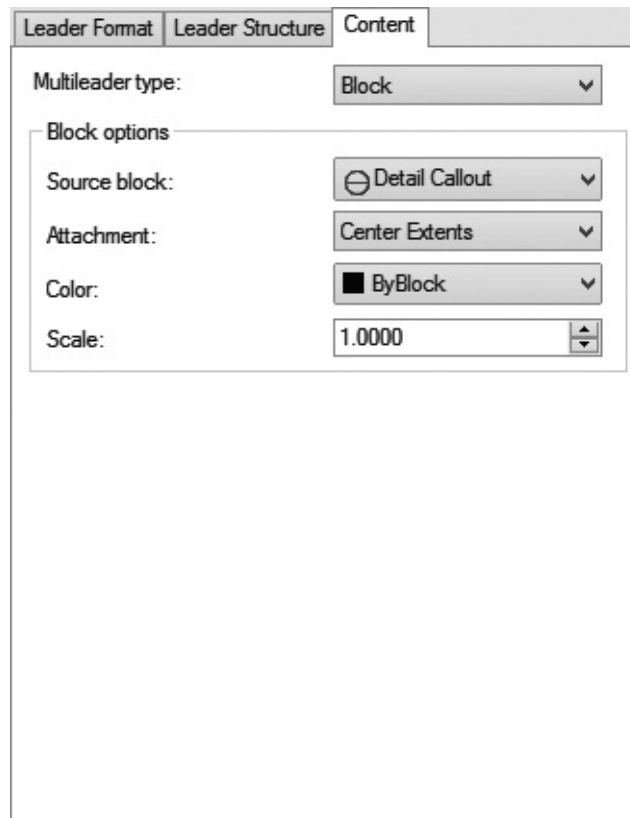 Leader Format Leader Structure Content
Multileader type: Block
Block options
Source block: Detail Callout
Attachment: Center Extents
Color: ByBlock
Scale: 1.0000